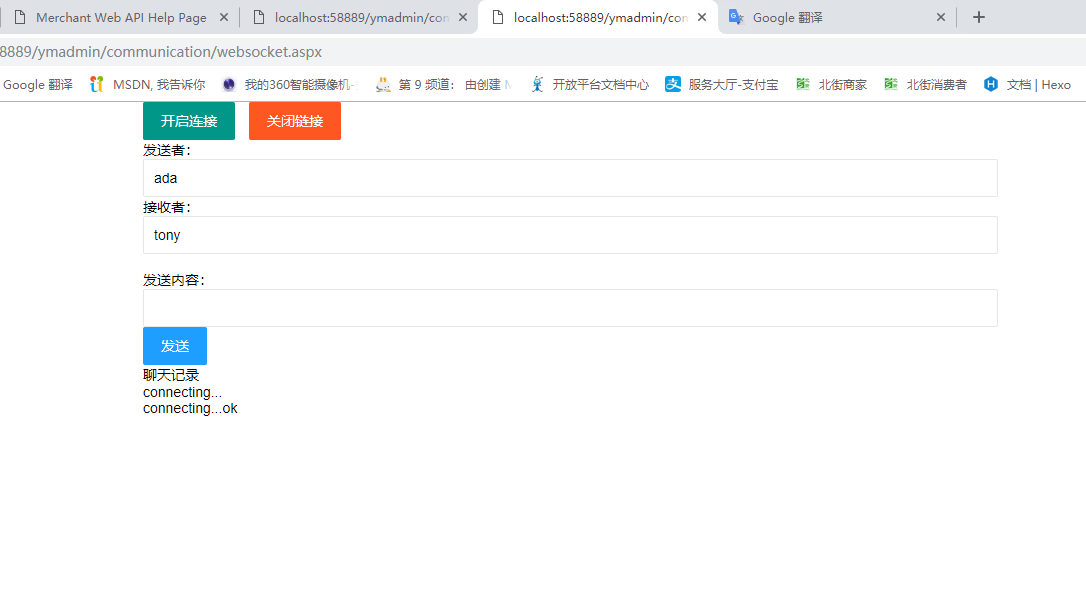 Merchant Web API Help Page localhost:58889/ymadmin/con localhost:58889/ymadmin/con Google 翻译
8889/ymadmin/communication/websocket.aspx
Google 翻译 MSDN, 我告诉你 我的360智能摄像机- 第 9 频道： 由创建 开放平台文档中心 服务大厅-支付宝 北街商家 北街消费者 文档 | Hexo
开启连接 关闭链接
发送者：
ada
接收者：
tony
发送内容：
发送
聊天记录
connecting...
connecting...ok